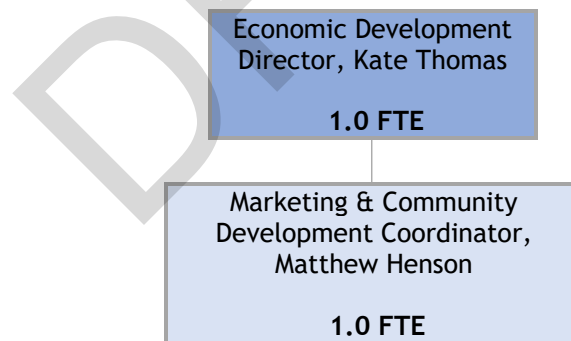 Economic Development
Director, Kate Thomas
1.0 FTE
Marketing & Community
Development Coordinator,
Matthew Henson
1.0 FTE